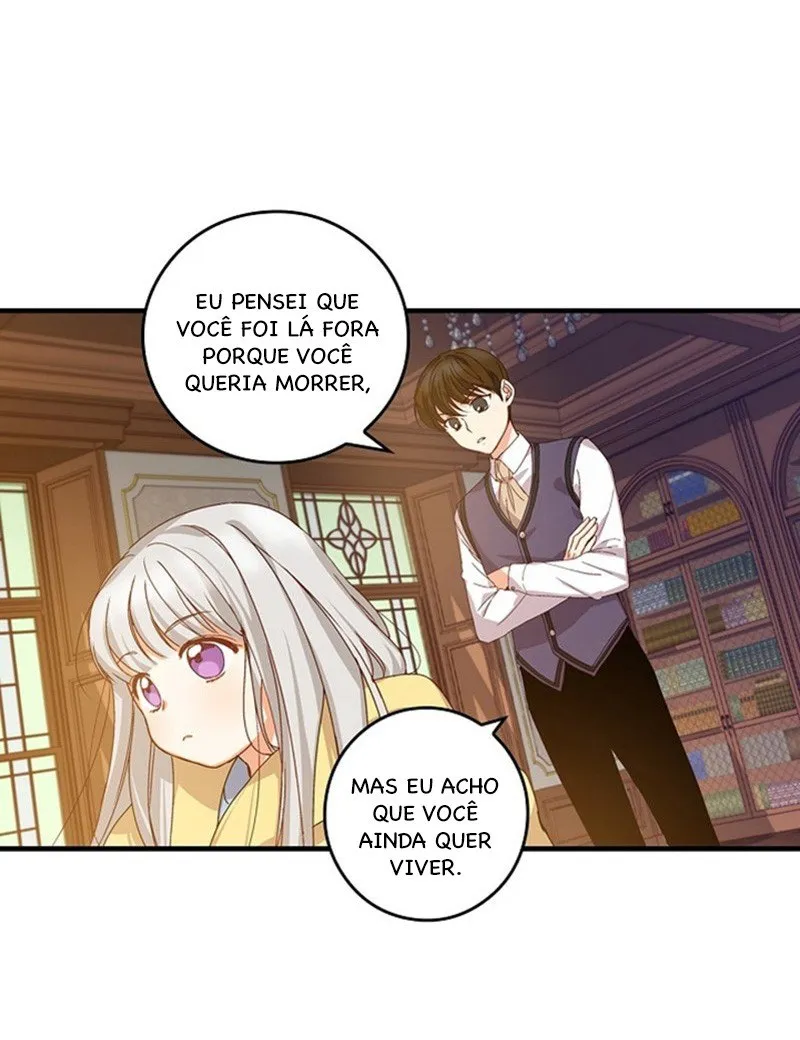 EU PENSEI QUE
VOCÊ FOI LÁ FORA
PORQUE VOCÊ
QUERIA MORRER,
MAS EU ACHO
QUE VOCÊ
AINDA QUER
VIVER.